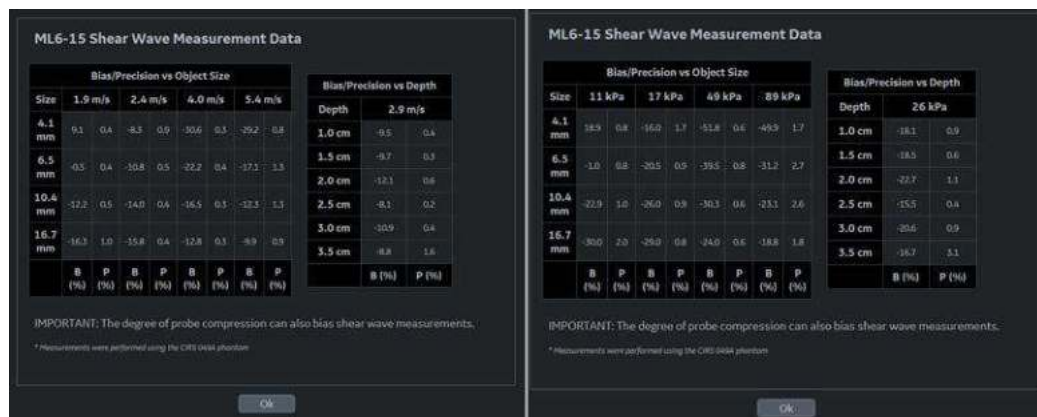 ML6-15 Shear Wave Measurement Data
Bias/Precision vs Object Size
Size 1.9 m/s 2.4 m/s 4.0 m/s 5.4 m/s
4.1 mm 9.1 0.4 -8.3 0.9 -30.6 0.3 -29.2 0.8
6.5 mm -0.5 0.4 -10.8 0.5 -22.2 0.4 -17.1 1.3
10.4 mm -12.2 0.5 -14.0 0.4 -16.5 0.3 -12.3 1.3
16.7 mm -16.3 1.0 -15.8 0.4 -12.8 0.3 -9.9 0.9
B (%) P (%) B (%) P (%) B (%) P (%) B (%) P (%)
Bias/Precision vs Depth
Depth 2.9 m/s
1.0 cm -9.5 0.4
1.5 cm -9.7 0.3
2.0 cm -12.1 0.6
2.5 cm -8.1 0.2
3.0 cm -10.9 0.4
3.5 cm -8.8 1.6
B (%) P (%)
IMPORTANT: The degree of probe compression can also bias shear wave measurements.
* Measurements were performed using the CIRS 049A phantom
Ok
ML6-15 Shear Wave Measurement Data
Bias/Precision vs Object Size
Size 11 kPa 17 kPa 49 kPa 89 kPa
4.1 mm 18.9 0.8 -16.0 1.7 -51.8 0.6 -49.9 1.7
6.5 mm -1.0 0.8 -20.5 0.9 -39.5 0.8 -31.2 2.7
10.4 mm -22.9 1.0 -26.0 0.9 -30.3 0.6 -23.1 2.6
16.7 mm -30.0 2.0 -29.0 0.8 -24.0 0.6 -18.8 1.8
B (%) P (%) B (%) P (%) B (%) P (%) B (%) P (%)
Bias/Precision vs Depth
Depth 26 kPa
1.0 cm -18.1 0.9
1.5 cm -18.5 0.6
2.0 cm -22.7 1.1
2.5 cm -15.5 0.4
3.0 cm -20.6 0.9
3.5 cm -16.7 3.1
B (%) P (%)
IMPORTANT: The degree of probe compression can also bias shear wave measurements.
* Measurements were performed using the CIRS 049A phantom
Ok